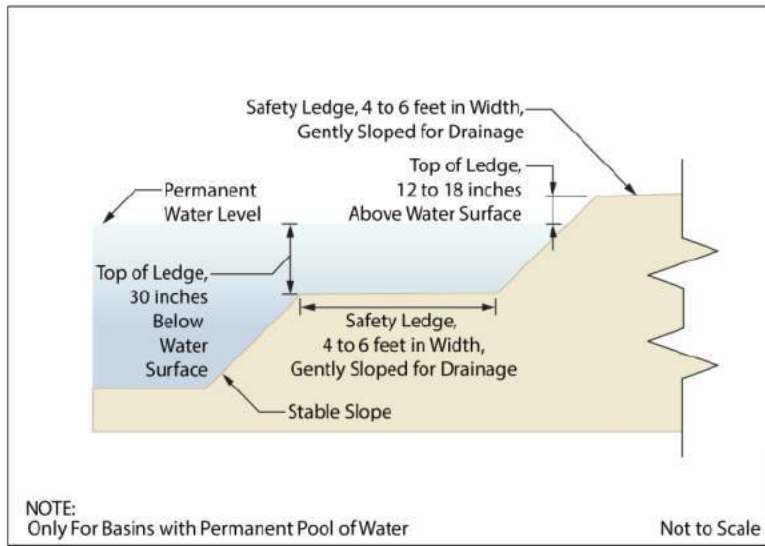 Safety Ledge, 4 to 6 feet in Width,
Gently Sloped for Drainage
Top of Ledge,
12 to 18 inches
Above Water Surface
Permanent
Water Level
Top of Ledge,
30 inches
Below
Water
Surface
Safety Ledge,
4 to 6 feet in Width,
Gently Sloped for Drainage
Stable Slope
NOTE:
Only For Basins with Permanent Pool of Water
Not to Scale